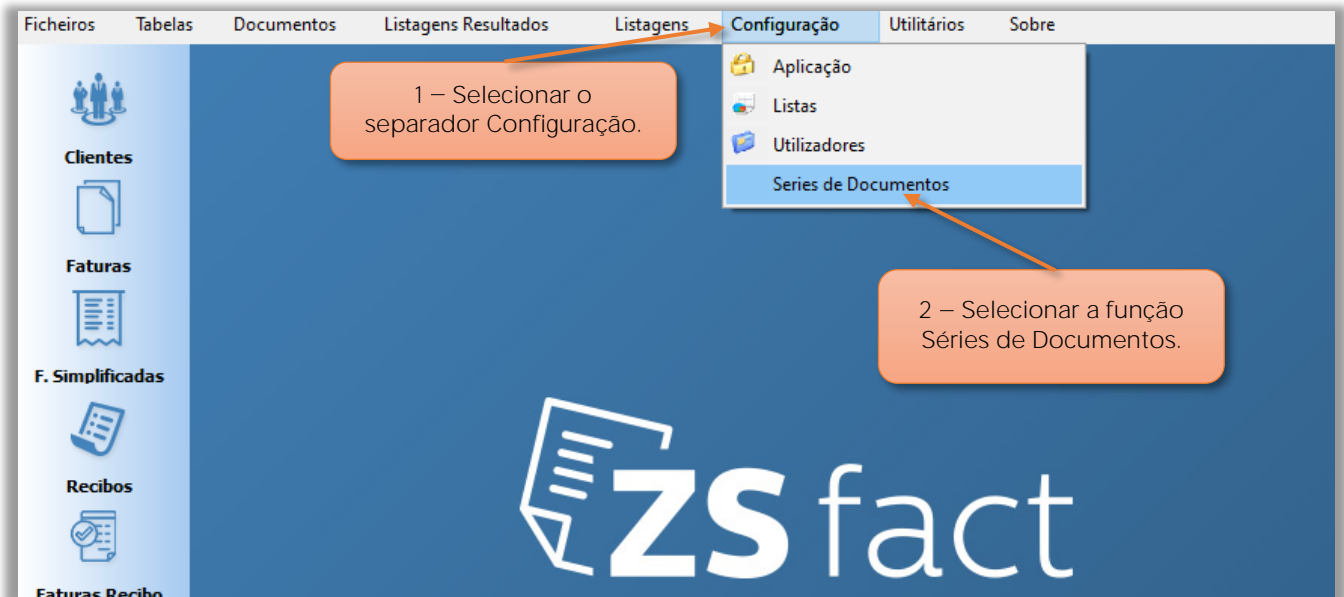 Ficheiros Tabelas Documentos Listagens Resultados Listagens Configuração Utilitários Sobre
Aplicação
Listas
Utilizadores
Series de Documentos
1 – Selecionar o
separador Configuração.
2 – Selecionar a função
Séries de Documentos.
Clientes
Faturas
F. Simplificadas
Recibos
Faturas Recibo
ZS fact